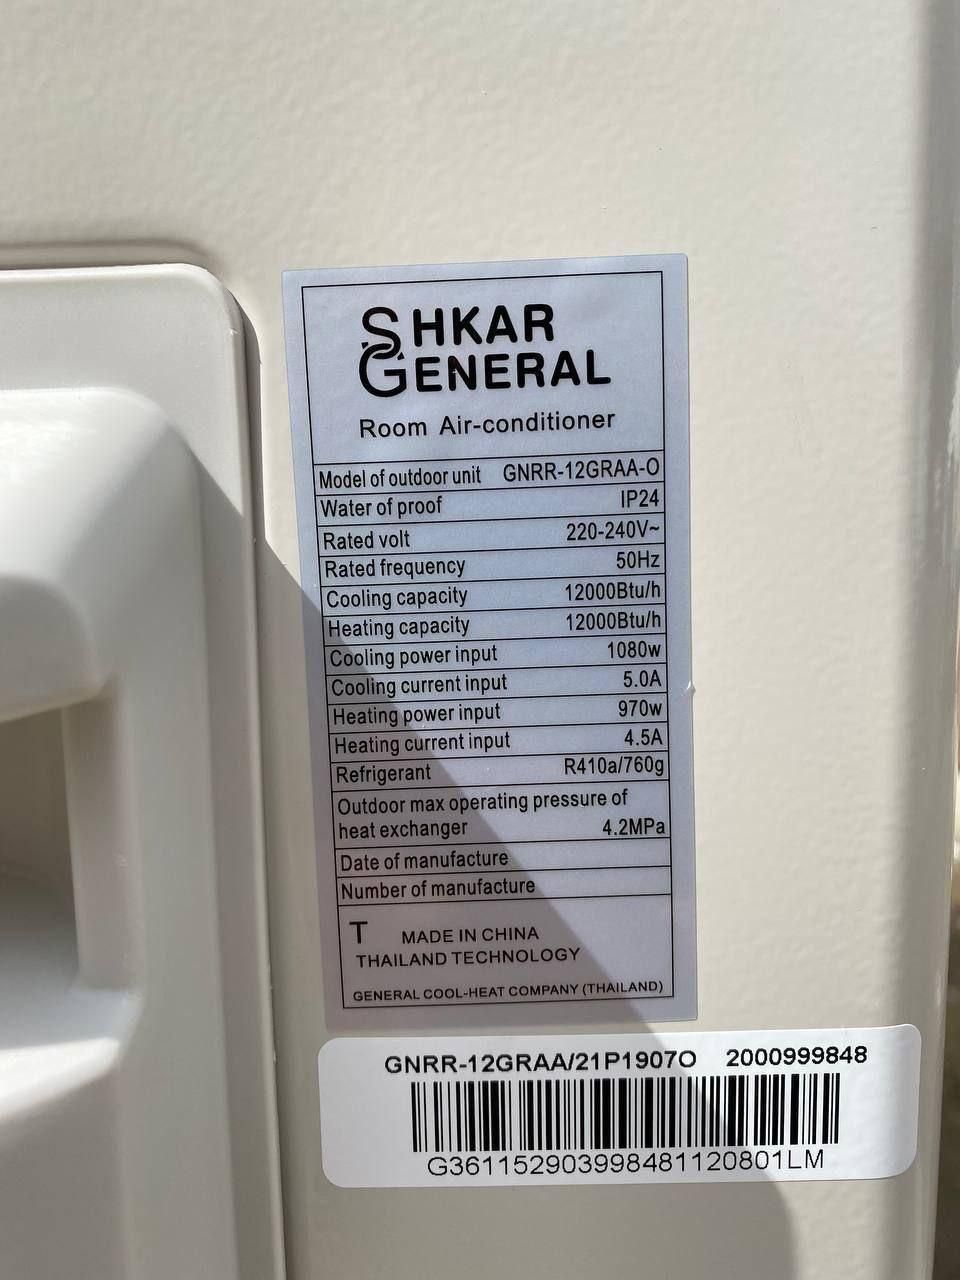 SHKAR
GENERAL
Room Air-conditioner
Model of outdoor unit GNRR-12GRAA-O
Water of proof IP24
Rated volt 220-240V~
Rated frequency 50Hz
Cooling capacity 12000Btu/h
Heating capacity 12000Btu/h
Cooling power input 1080w
Cooling current input 5.0A
Heating power input 970w
Heating current input 4.5A
Refrigerant R410a/760g
Outdoor max operating pressure of
heat exchanger 4.2MPa
Date of manufacture
Number of manufacture
T MADE IN CHINA
THAILAND TECHNOLOGY
GENERAL COOL-HEAT COMPANY (THAILAND)
GNRR-12GRAA/21P1907O 2000999848
G361152903998481120801LM